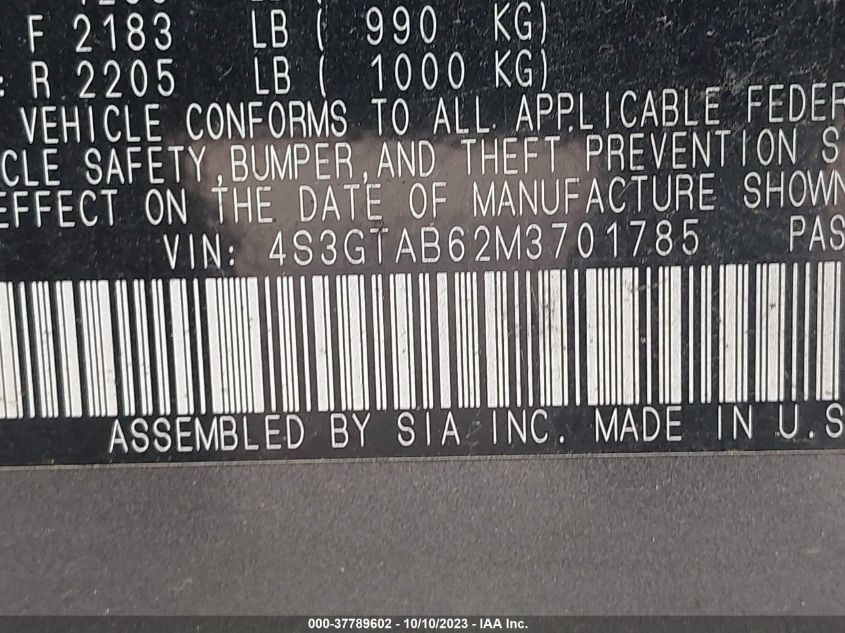 F 2183 LB ( 990 KG)
: R 2205 LB ( 1000 KG)
VEHICLE CONFORMS TO ALL APPLICABLE FEDER
CLE SAFETY, BUMPER, AND THEFT PREVENTION S
EFFECT ON THE DATE OF MANUFACTURE SHOWN
VIN: 4S3GTAB62M3701785 PAS
ASSEMBLED BY SIA INC. MADE IN U.S
000-37789602 - 10/10/2023 - IAA Inc.